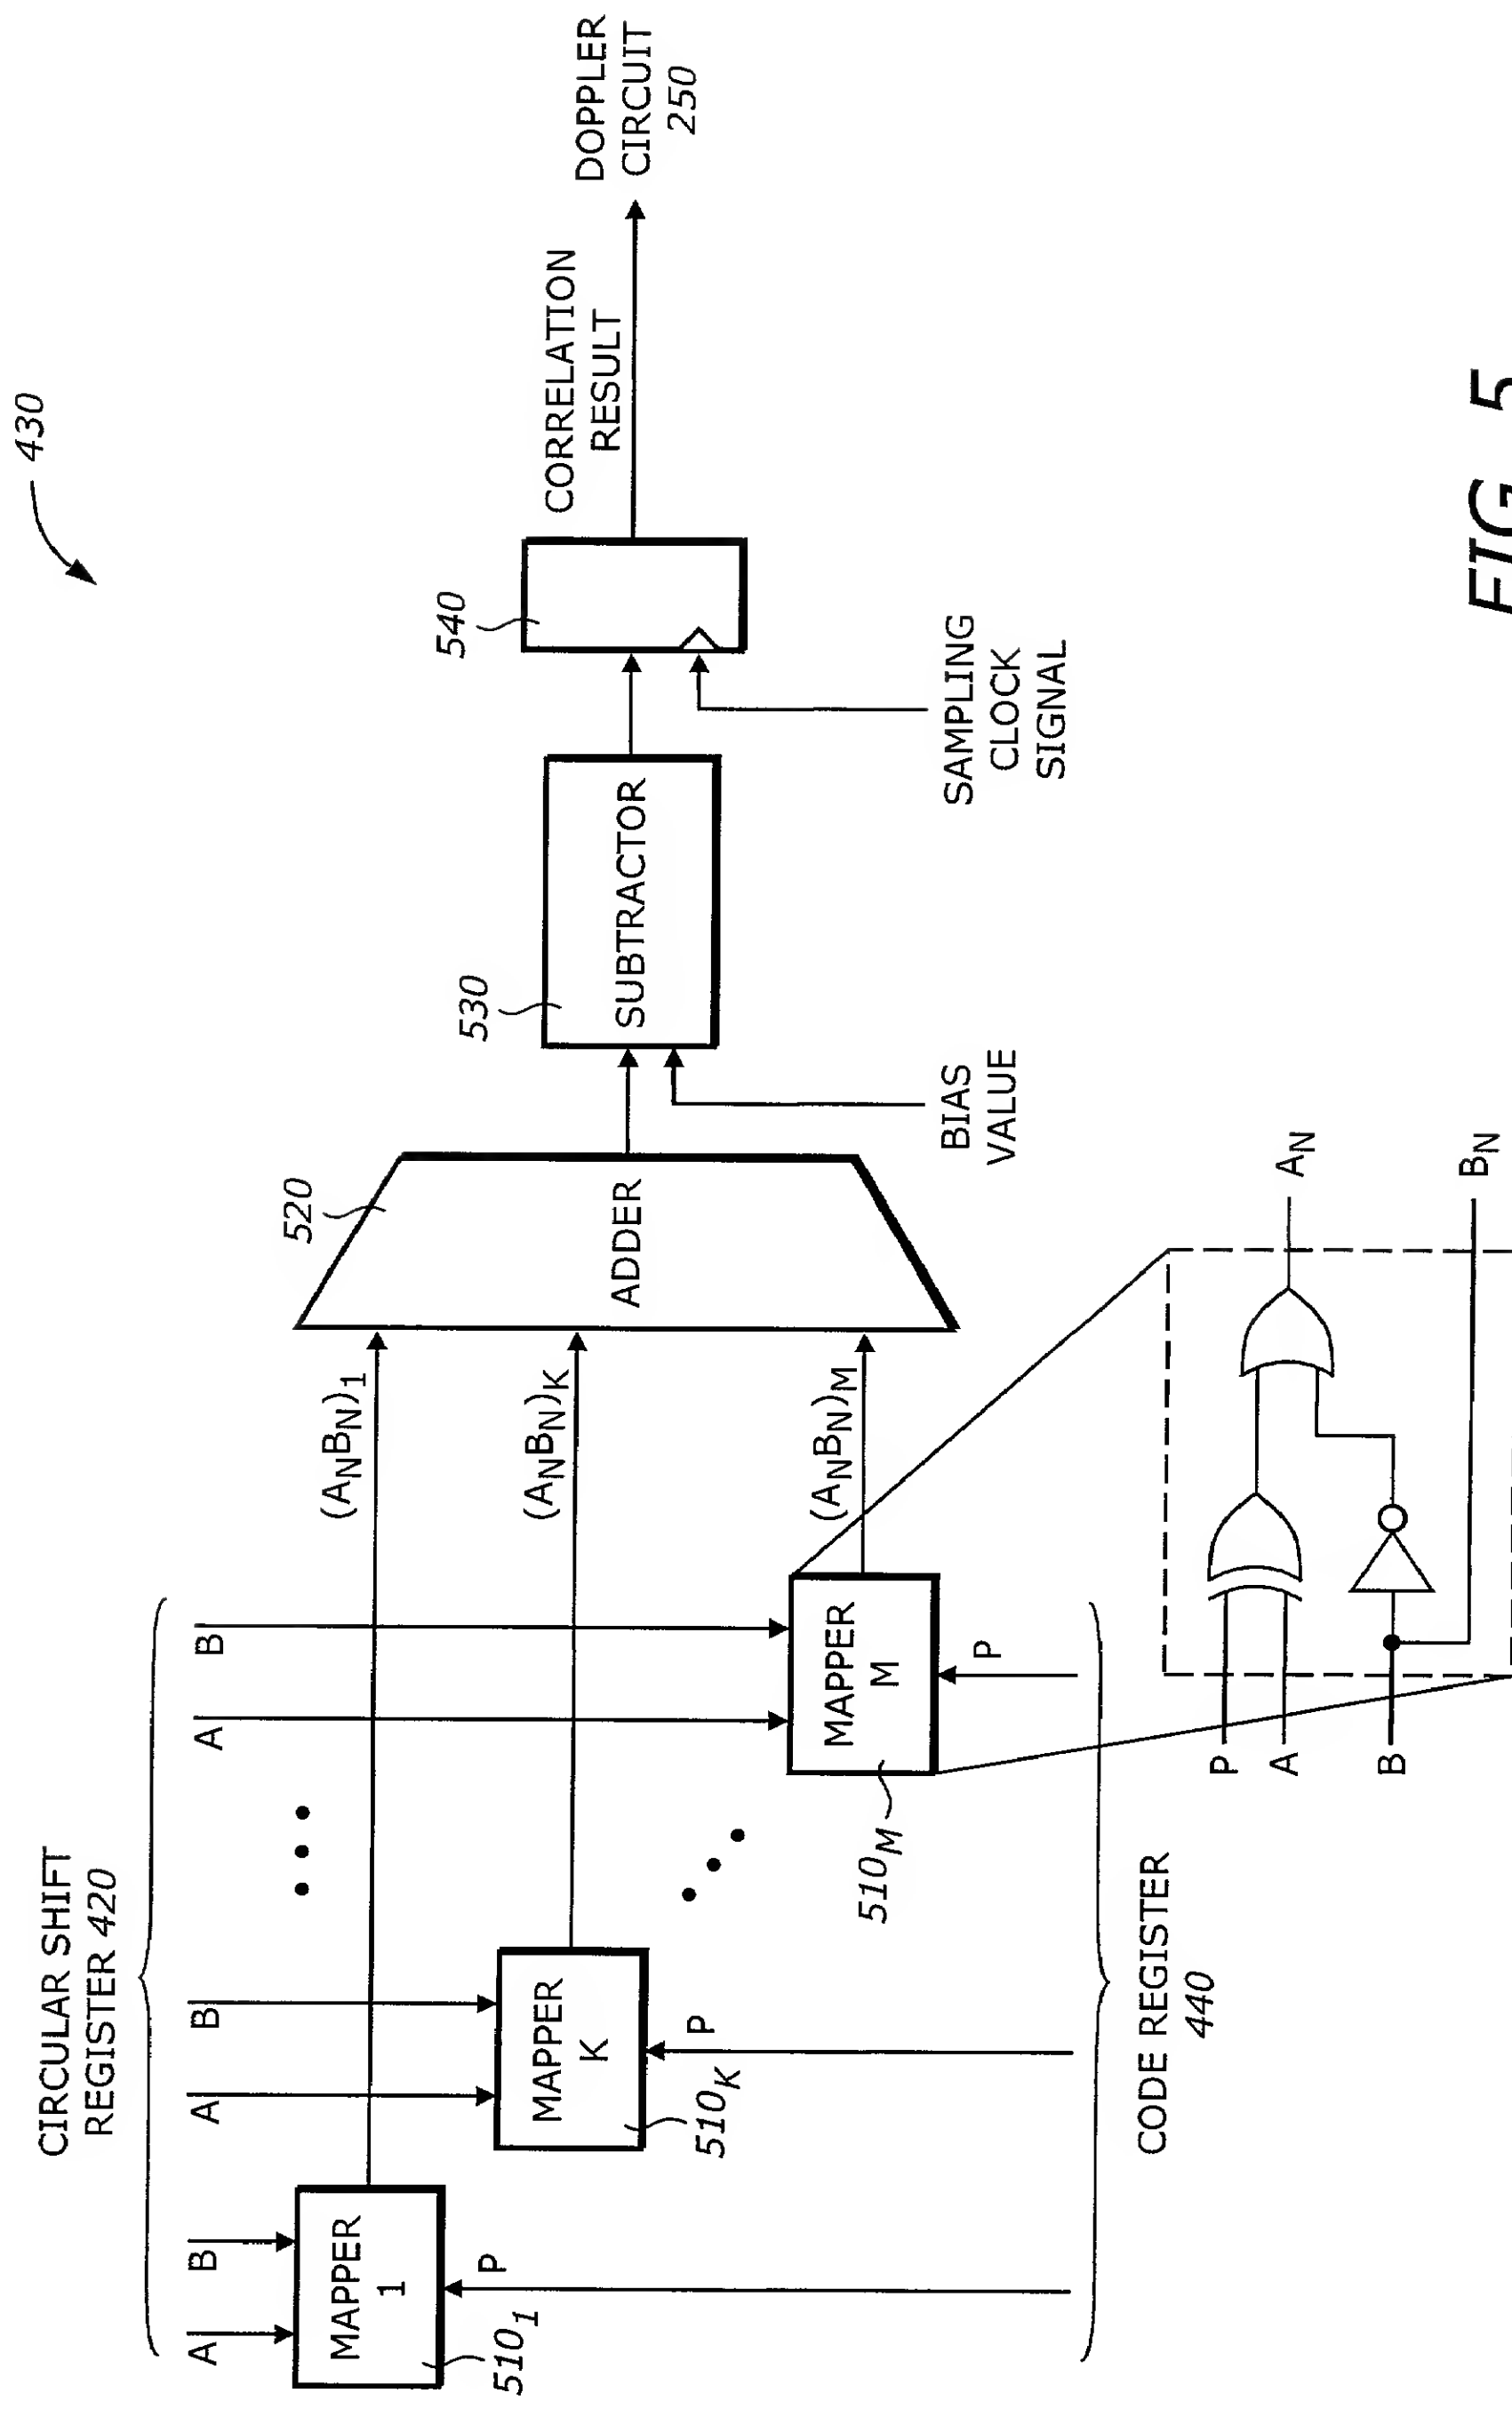 430
CIRCULAR SHIFT
REGISTER 420
A
B
A
B
A
B
MAPPER
1
510₁
P
MAPPER
K
510K
P
MAPPER
M
510M
P
(ANBN)1
(ANBN)K
(ANBN)M
CODE REGISTER
440
520
ADDER
BIAS
VALUE
530
SUBTRACTOR
540
SAMPLING
CLOCK
SIGNAL
CORRELATION
RESULT
DOPPLER
CIRCUIT
250
P
A
B
AN
BN
FIG. 5